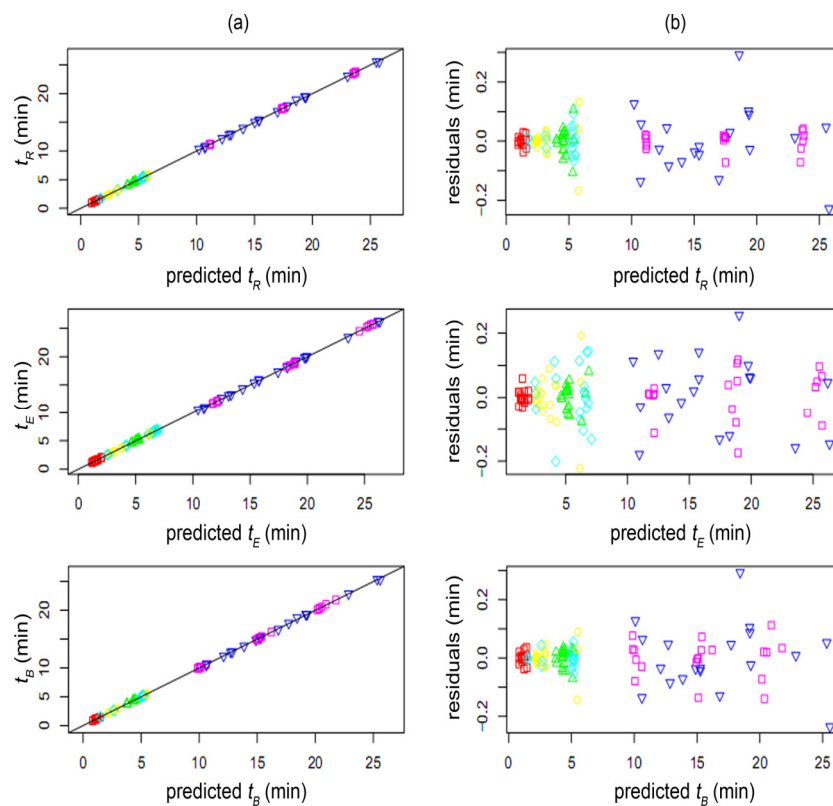 (a) (b)
t_R (min)
0 5 10 20
0 5 10 15 20 25
predicted t_R (min)
residuals (min)
−0.2 0.0 0.2
0 5 10 15 20 25
predicted t_R (min)
t_E (min)
0 5 10 20
0 5 10 15 20 25
predicted t_E (min)
residuals (min)
−0.2 0.0 0.2
5 10 15 20 25
predicted t_E (min)
t_B (min)
0 5 10 20
0 5 10 15 20 25
predicted t_B (min)
residuals (min)
−0.2 0.0 0.2
0 5 10 15 20 25
predicted t_B (min)